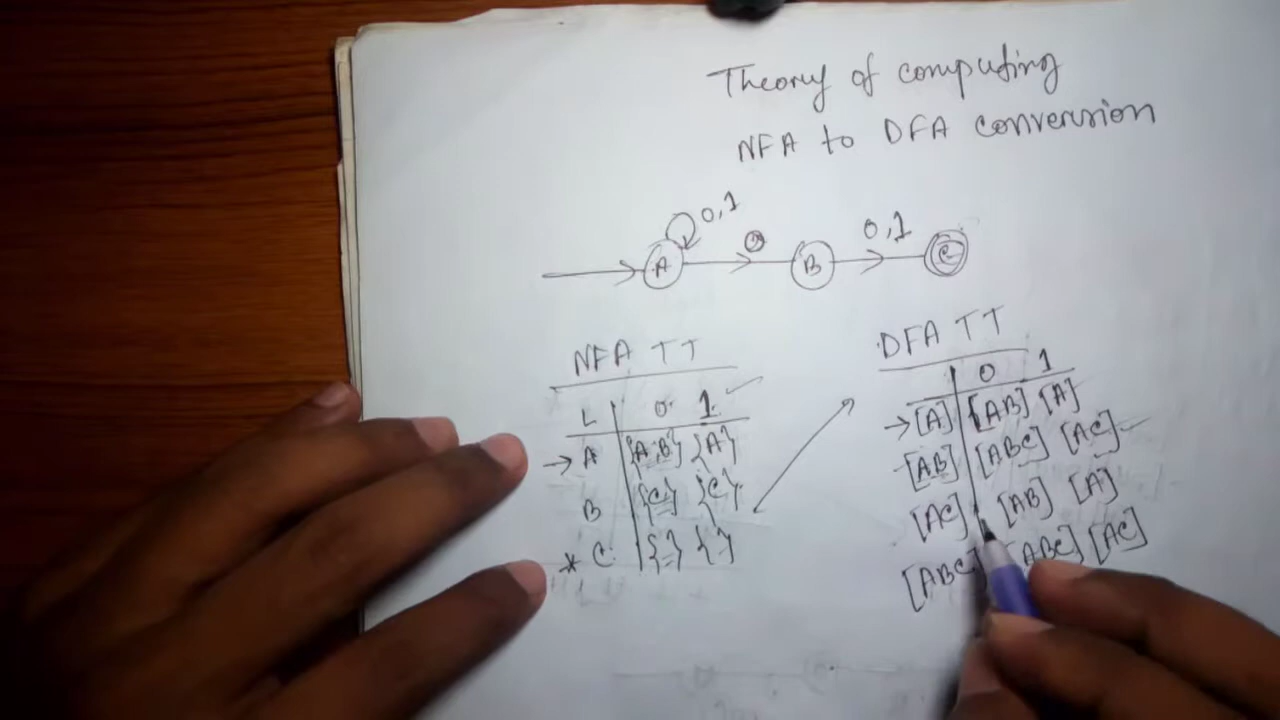 Theory of computing
NFA to DFA conversion
0,1
0
0,1
A
B
C
NFA TT
L 0 1
→ A {A,B} {A}
B {C} {C}
* C {} {}
DFA TT
0 1
→ [A] [AB] [A]
[AB] [ABC] [AC]
[AC] [AB] [A]
[ABC] [ABC] [AC]